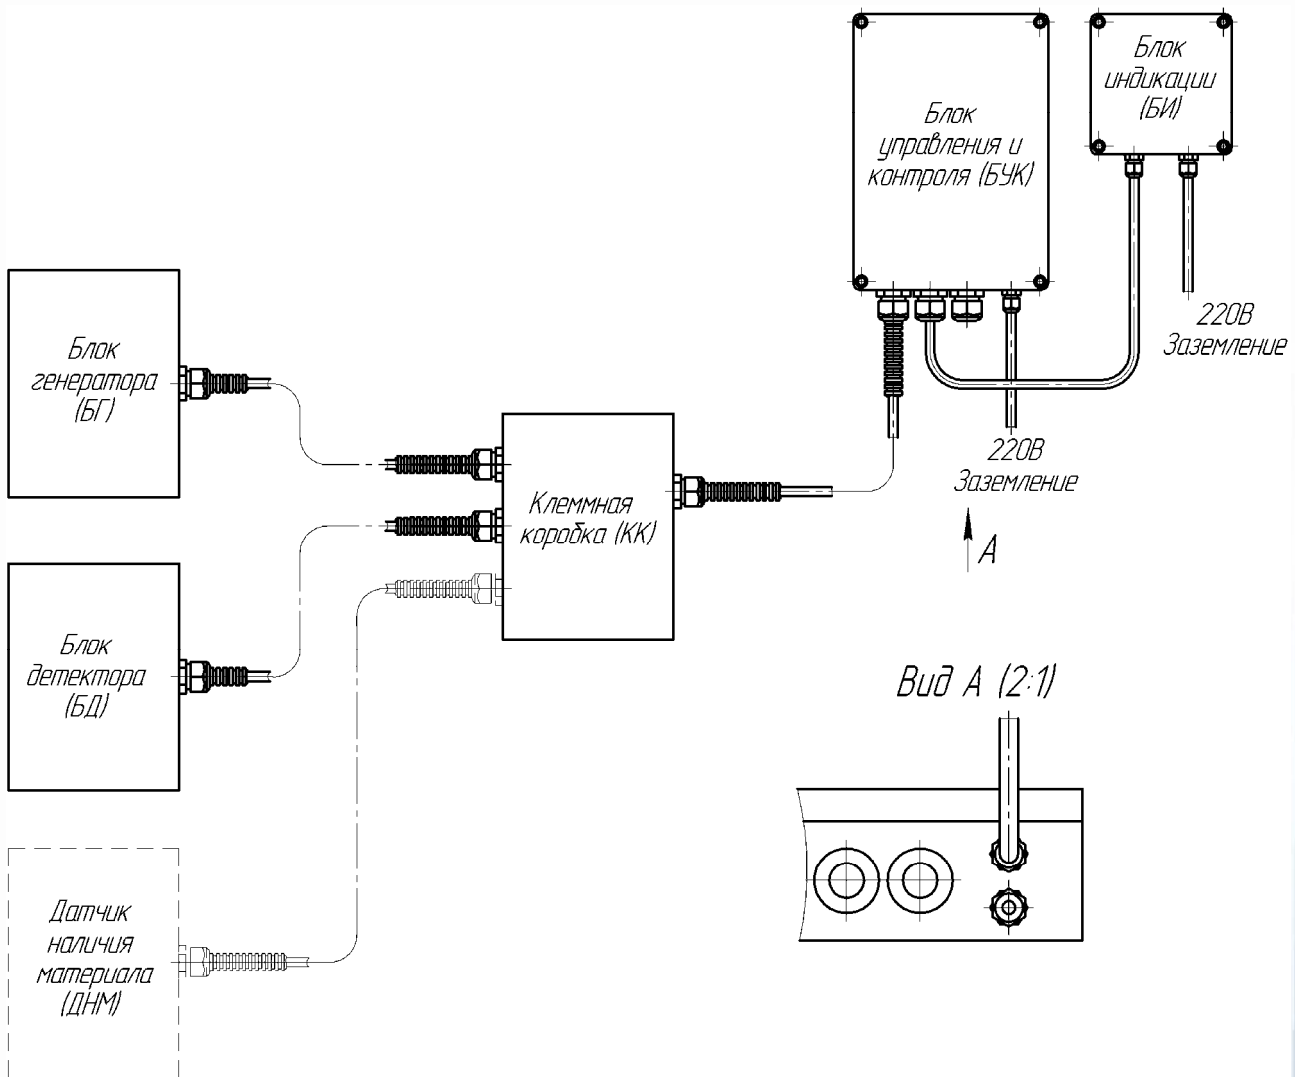 Блок
управления и
контроля (БУК)
Блок
индикации
(БИ)
220В
Заземление
Блок
генератора
(БГ)
220В
Заземление
Клеммная
коробка (КК)
А
Блок
детектора
(БД)
Вид А (2:1)
Датчик
наличия
материала
(ДНМ)